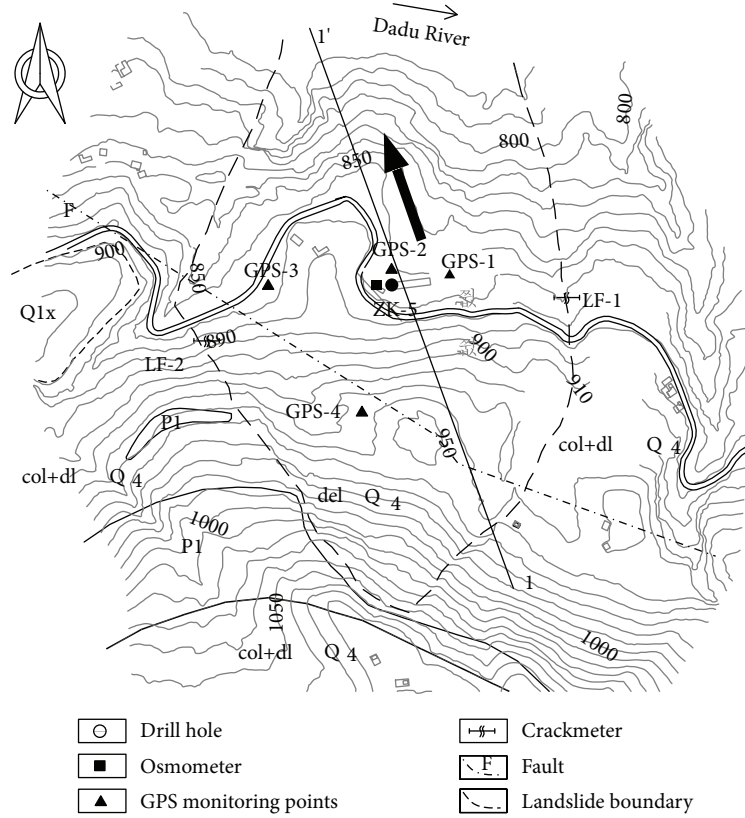 Dadu River
1'
800
800
850
F
GPS-2
GPS-1
900
850
GPS-3
Q1x
ZK-5
LF-1
890
LF-2
900
910
GPS-4
P1
950
col+dl
Q 4
col+dl
Q 4
del
Q 4
1000
P1
1
1050
1000
col+dl
Q 4
Drill hole
Crackmeter
Osmometer
F
Fault
GPS monitoring points
Landslide boundary